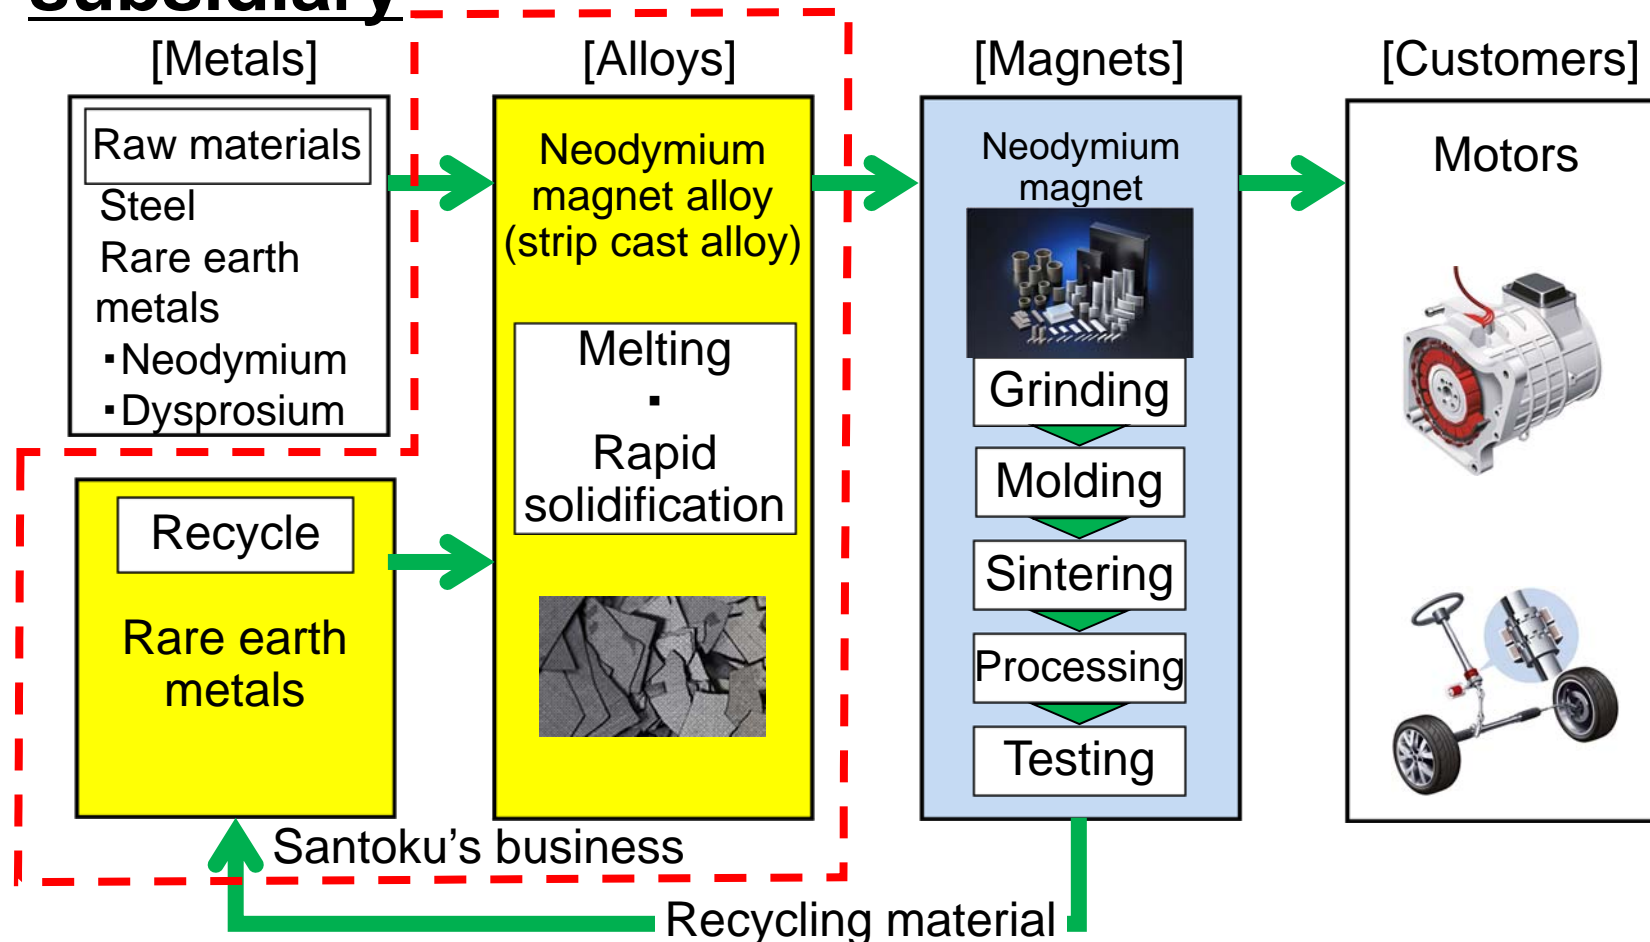 subsidiary
[Metals]
Raw materials
Steel
Rare earth
metals
▪Neodymium
▪Dysprosium
Recycle
Rare earth
metals
[Alloys]
Neodymium
magnet alloy
(strip cast alloy)
Melting
▪
Rapid
solidification
Santoku’s business
[Magnets]
Neodymium
magnet
Grinding
Molding
Sintering
Processing
Testing
Recycling material
[Customers]
Motors